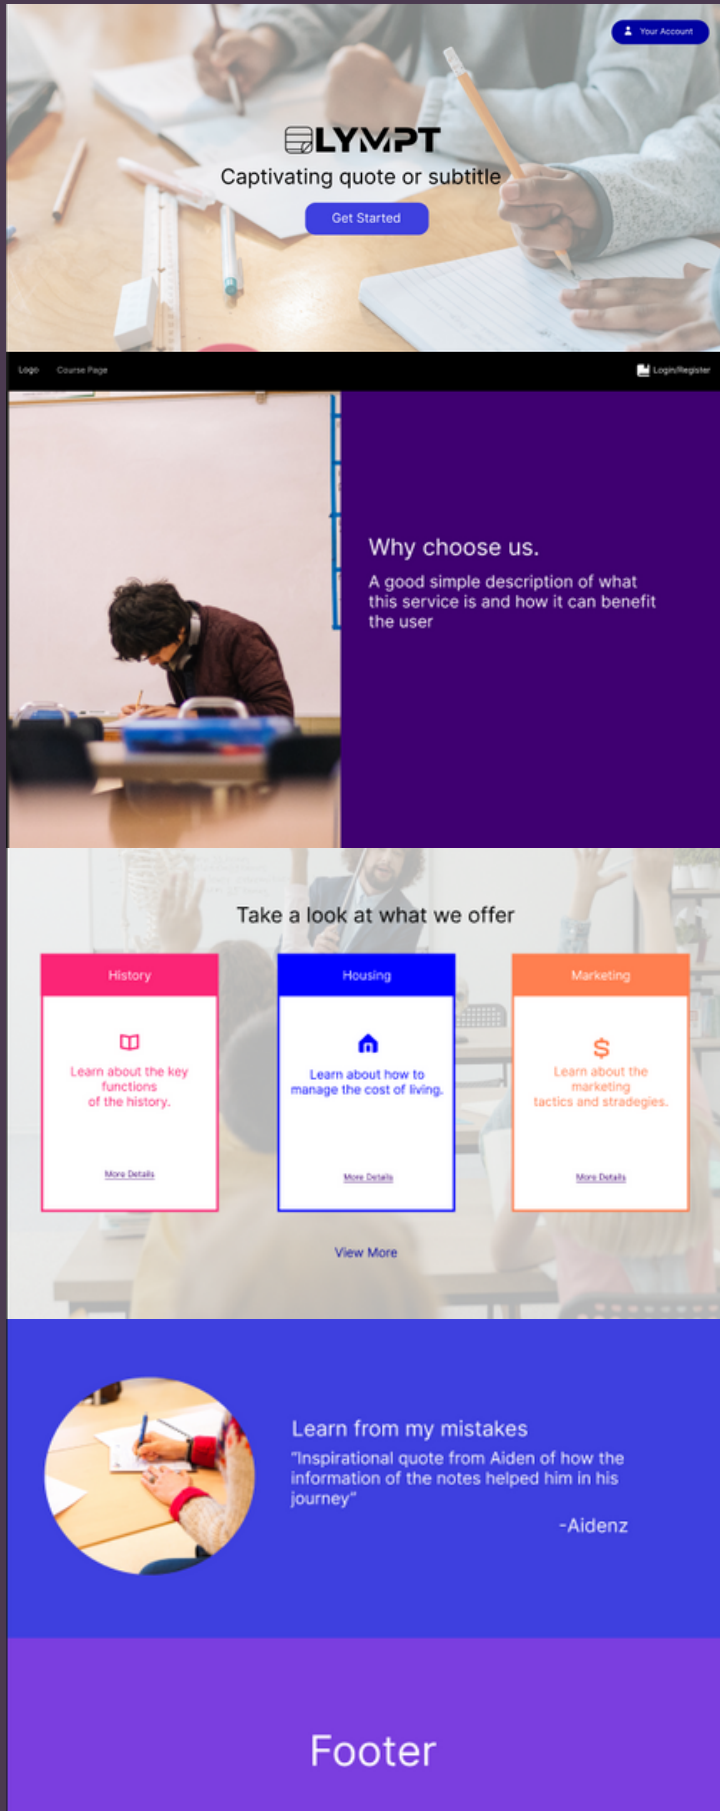 Your Account
OLYMPT
Captivating quote or subtitle
Get Started
Logo Course Page Login/Register
Why choose us.
A good simple description of what
this service is and how it can benefit
the user
Take a look at what we offer
History
Learn about the key
functions
of the history.
More Details
Housing
Learn about how to
manage the cost of living.
More Details
Marketing
$
Learn about the
marketing
tactics and stradegies.
More Details
View More
Learn from my mistakes
"Inspirational quote from Aiden of how the
information of the notes helped him in his
journey"
-Aidenz
Footer